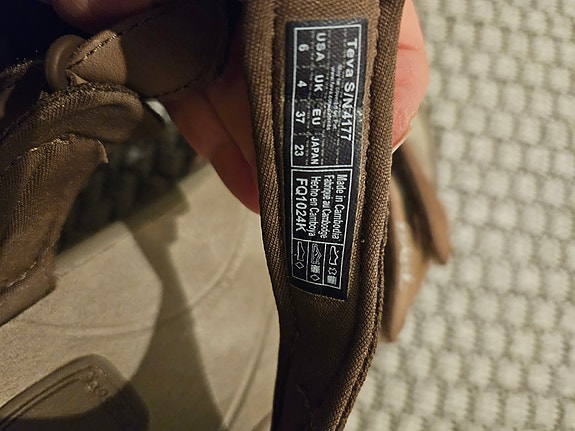 Teva S/N 4177
USA UK EU JAPAN
6 4 37 23
Made in Cambodia
Fabriqué au Cambodge
Hecho en Camboya
FQ1024K